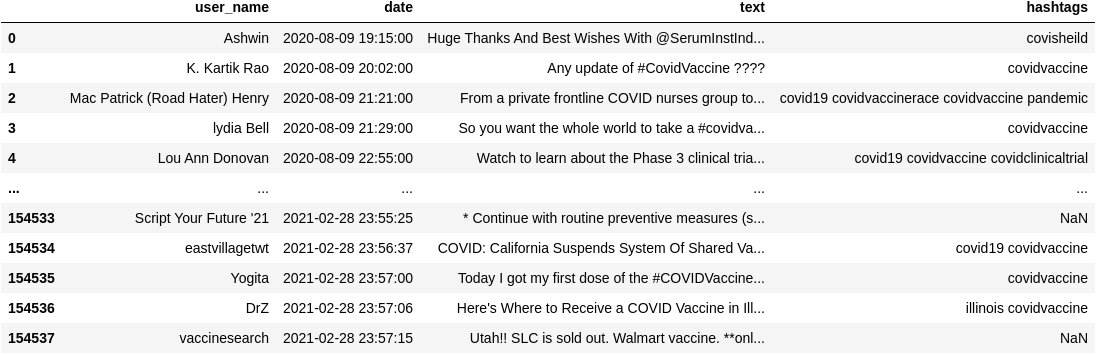 user_name date text hashtags
0 Ashwin 2020-08-09 19:15:00 Huge Thanks And Best Wishes With @SerumInstInd... covisheild
1 K. Kartik Rao 2020-08-09 20:02:00 Any update of #CovidVaccine ???? covidvaccine
2 Mac Patrick (Road Hater) Henry 2020-08-09 21:21:00 From a private frontline COVID nurses group to... covid19 covidvaccinerace covidvaccine pandemic
3 lydia Bell 2020-08-09 21:29:00 So you want the whole world to take a #covidva... covidvaccine
4 Lou Ann Donovan 2020-08-09 22:55:00 Watch to learn about the Phase 3 clinical tria... covid19 covidvaccine covidclinicaltrial
... ... ... ... ...
154533 Script Your Future '21 2021-02-28 23:55:25 * Continue with routine preventive measures (s... NaN
154534 eastvillagetwt 2021-02-28 23:56:37 COVID: California Suspends System Of Shared Va... covid19 covidvaccine
154535 Yogita 2021-02-28 23:57:00 Today I got my first dose of the #COVIDVaccine... covidvaccine
154536 DrZ 2021-02-28 23:57:06 Here's Where to Receive a COVID Vaccine in Ill... illinois covidvaccine
154537 vaccinesearch 2021-02-28 23:57:15 Utah!! SLC is sold out. Walmart vaccine. **onl... NaN